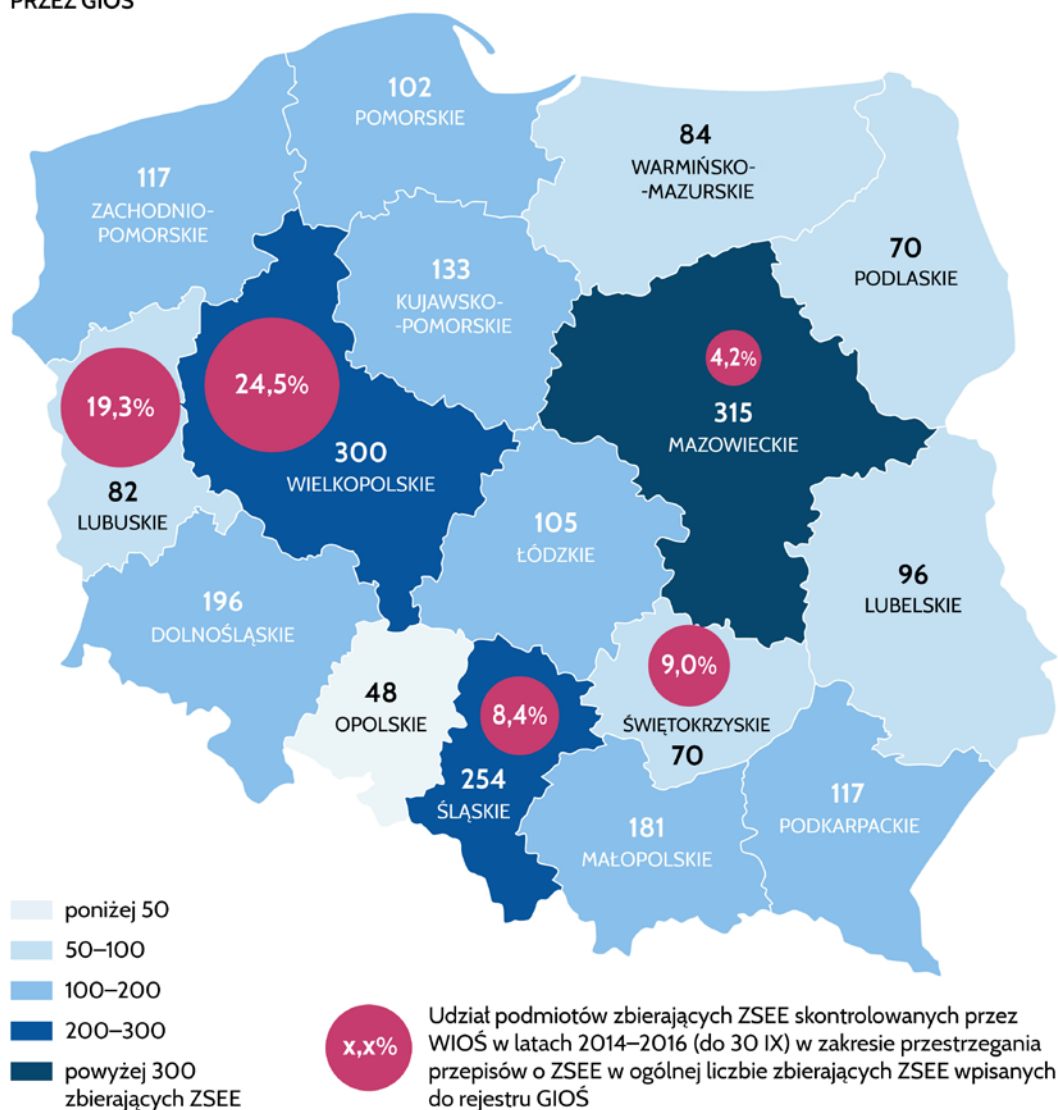 PRZEZ GIOŚ
102
POMORSKIE
84
WARMIŃSKO-
-MAZURSKIE
117
ZACHODNIO-
POMORSKIE
70
PODLASKIE
133
KUJAWSKO-
-POMORSKIE
4,2%
315
MAZOWIECKIE
19,3%
82
LUBUSKIE
24,5%
300
WIELKOPOLSKIE
105
ŁÓDZKIE
96
LUBELSKIE
196
DOLNOŚLĄSKIE
48
OPOLSKIE
8,4%
254
ŚLĄSKIE
9,0%
ŚWIĘTOKRZYSKIE
70
181
MAŁOPOLSKIE
117
PODKARPACKIE
poniżej 50
50–100
100–200
200–300
powyżej 300
zbierających ZSEE
x,x%
Udział podmiotów zbierających ZSEE skontrolowanych przez
WIOŚ w latach 2014–2016 (do 30 IX) w zakresie przestrzegania
przepisów o ZSEE w ogólnej liczbie zbierających ZSEE wpisanych
do rejestru GIOŚ